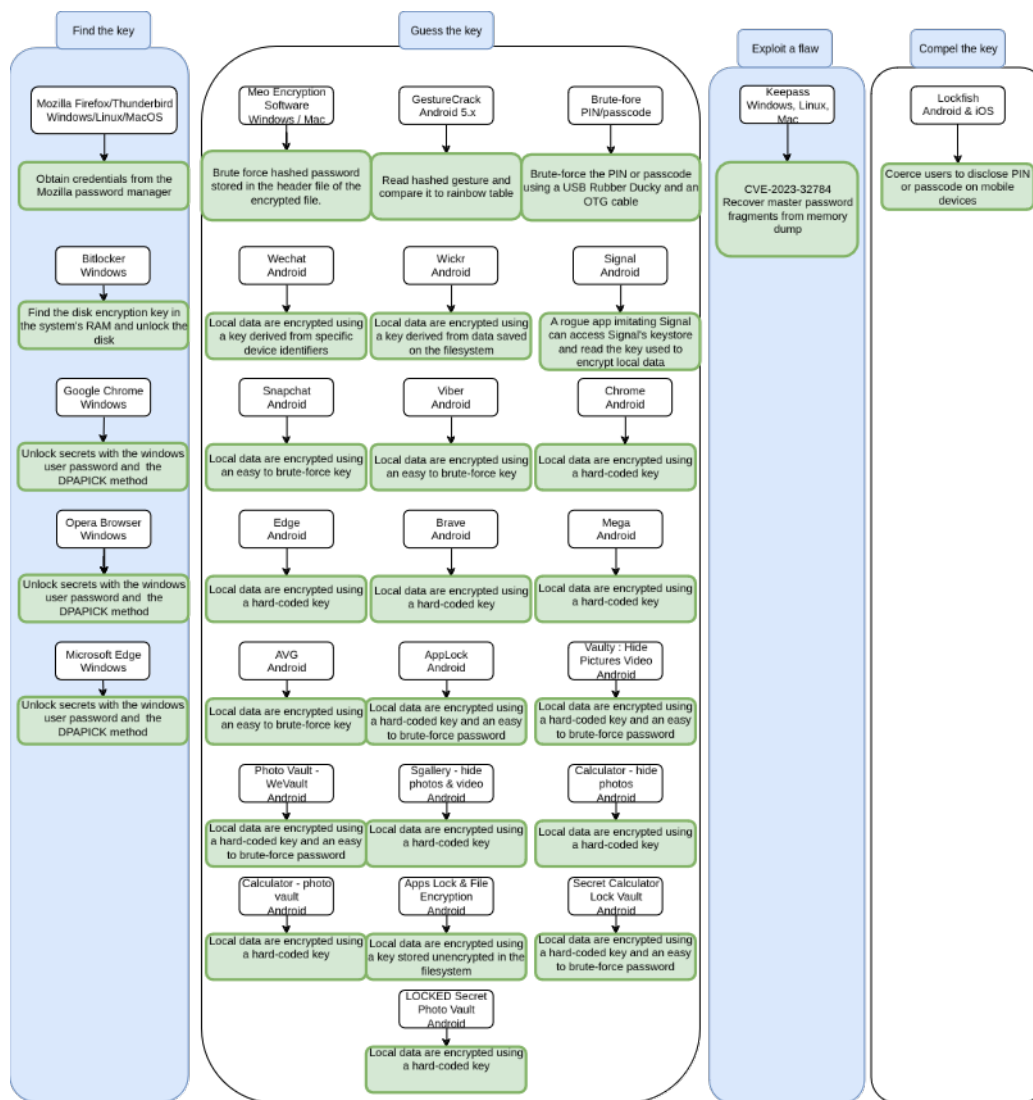 Find the key
Mozilla Firefox/Thunderbird
Windows/Linux/MacOS
Obtain credentials from the
Mozilla password manager
Bitlocker
Windows
Find the disk encryption key in
the system's RAM and unlock the
disk
Google Chrome
Windows
Unlock secrets with the windows
user password and the
DPAPICK method
Opera Browser
Windows
Unlock secrets with the windows
user password and the
DPAPICK method
Microsoft Edge
Windows
Unlock secrets with the windows
user password and the
DPAPICK method
Guess the key
Meo Encryption
Software
Windows / Mac
Brute force hashed password
stored in the header file of the
encrypted file.
GestureCrack
Android 5.x
Read hashed gesture and
compare it to rainbow table
Brute-fore
PIN/passcode
Brute-force the PIN or passcode
using a USB Rubber Ducky and an
OTG cable
Wechat
Android
Local data are encrypted using
a key derived from specific
device identifiers
Wickr
Android
Local data are encrypted using
a key derived from data saved
on the filesystem
Signal
Android
A rogue app imitating Signal
can access Signal's keystore
and read the key used to
encrypt local data
Snapchat
Android
Local data are encrypted using
an easy to brute-force key
Viber
Android
Local data are encrypted using
an easy to brute-force key
Chrome
Android
Local data are encrypted using
a hard-coded key
Edge
Android
Local data are encrypted using
a hard-coded key
Brave
Android
Local data are encrypted using
a hard-coded key
Mega
Android
Local data are encrypted using
a hard-coded key
AVG
Android
Local data are encrypted using
an easy to brute-force key
AppLock
Android
Local data are encrypted using
a hard-coded key and an easy
to brute-force password
Vaulty : Hide
Pictures Video
Android
Local data are encrypted using
a hard-coded key and an easy
to brute-force password
Photo Vault -
WeVault
Android
Local data are encrypted using
a hard-coded key and an easy
to brute-force password
Sgallery - hide
photos & video
Android
Local data are encrypted using
a hard-coded key
Calculator - hide
photos
Android
Local data are encrypted using
a hard-coded key
Calculator - photo
vault
Android
Local data are encrypted using
a hard-coded key
Apps Lock & File
Encryption
Android
Local data are encrypted using
a key stored unencrypted in the
filesystem
Secret Calculator
Lock Vault
Android
Local data are encrypted using
a hard-coded key and an easy
to brute-force password
LOCKED Secret
Photo Vault
Android
Local data are encrypted using
a hard-coded key
Exploit a flaw
Keepass
Windows, Linux,
Mac
CVE-2023-32784
Recover master password
fragments from memory
dump
Compel the key
Lockfish
Android & iOS
Coerce users to disclose PIN
or passcode on mobile
devices